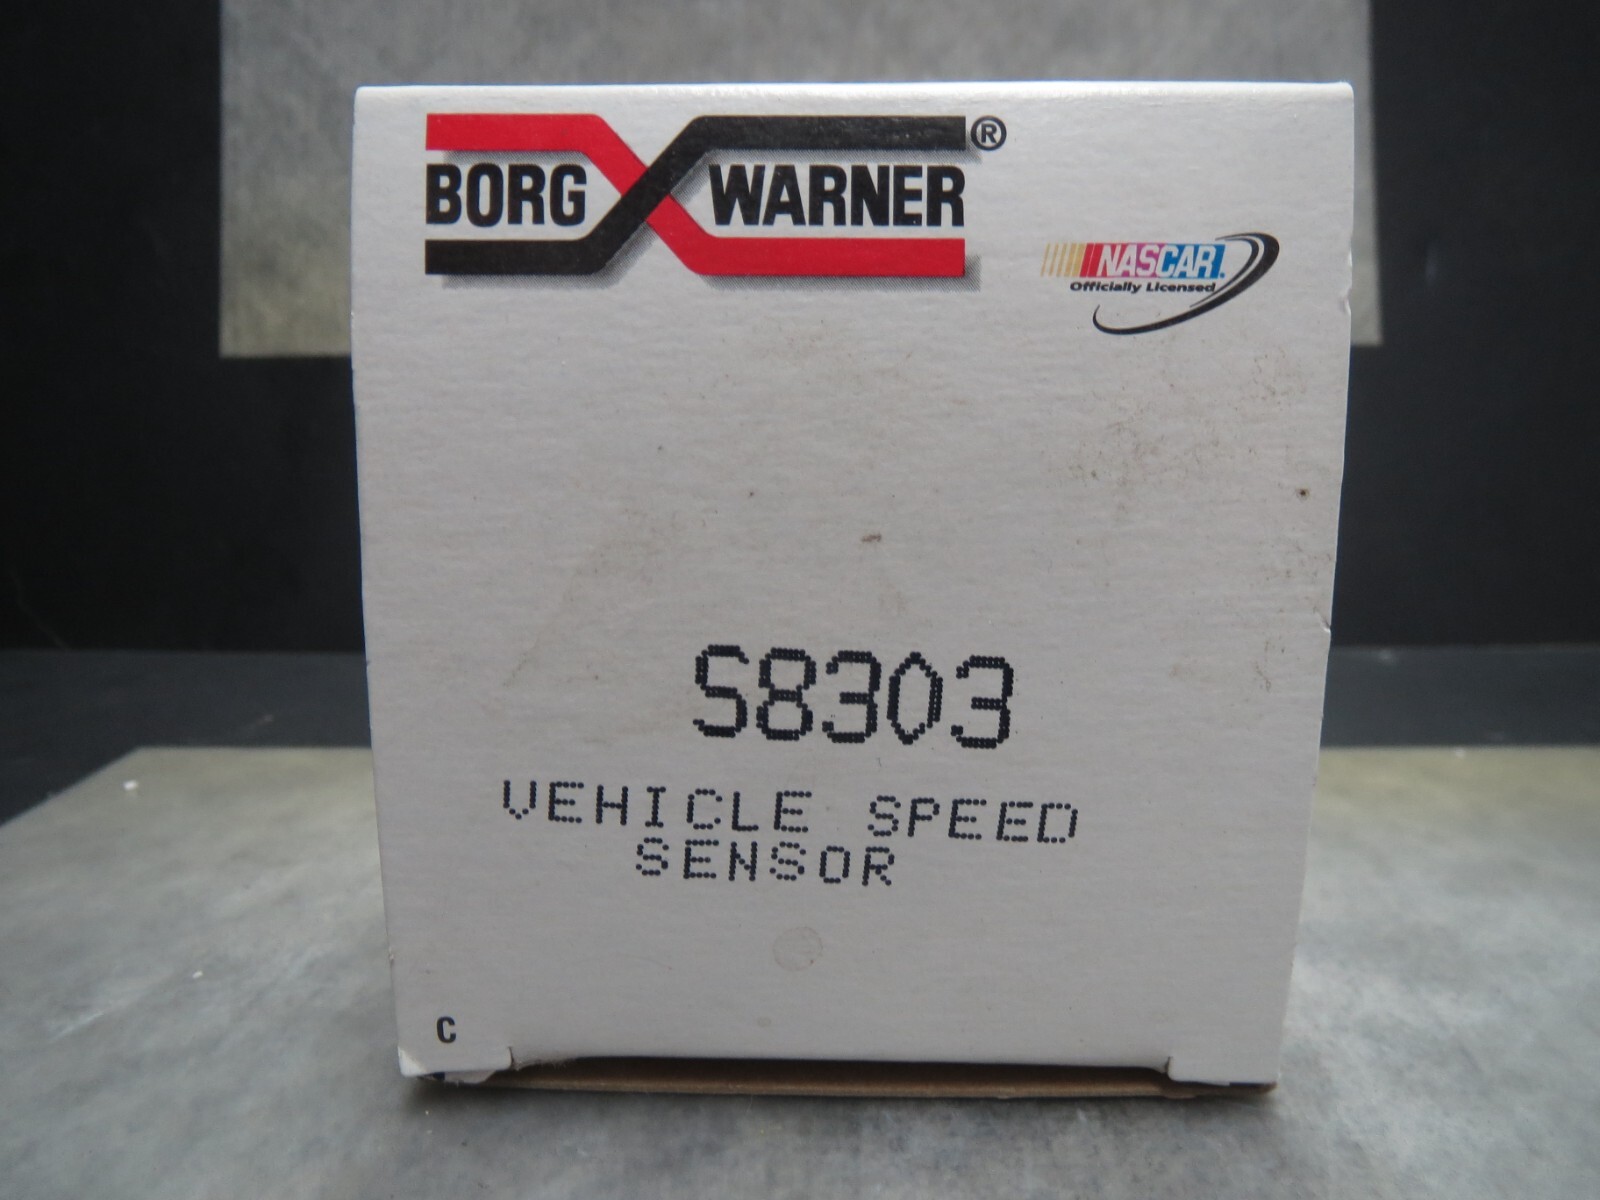 BORG WARNER®
NASCAR.
Officially Licensed
S8303
VEHICLE SPEED
SENSOR
C